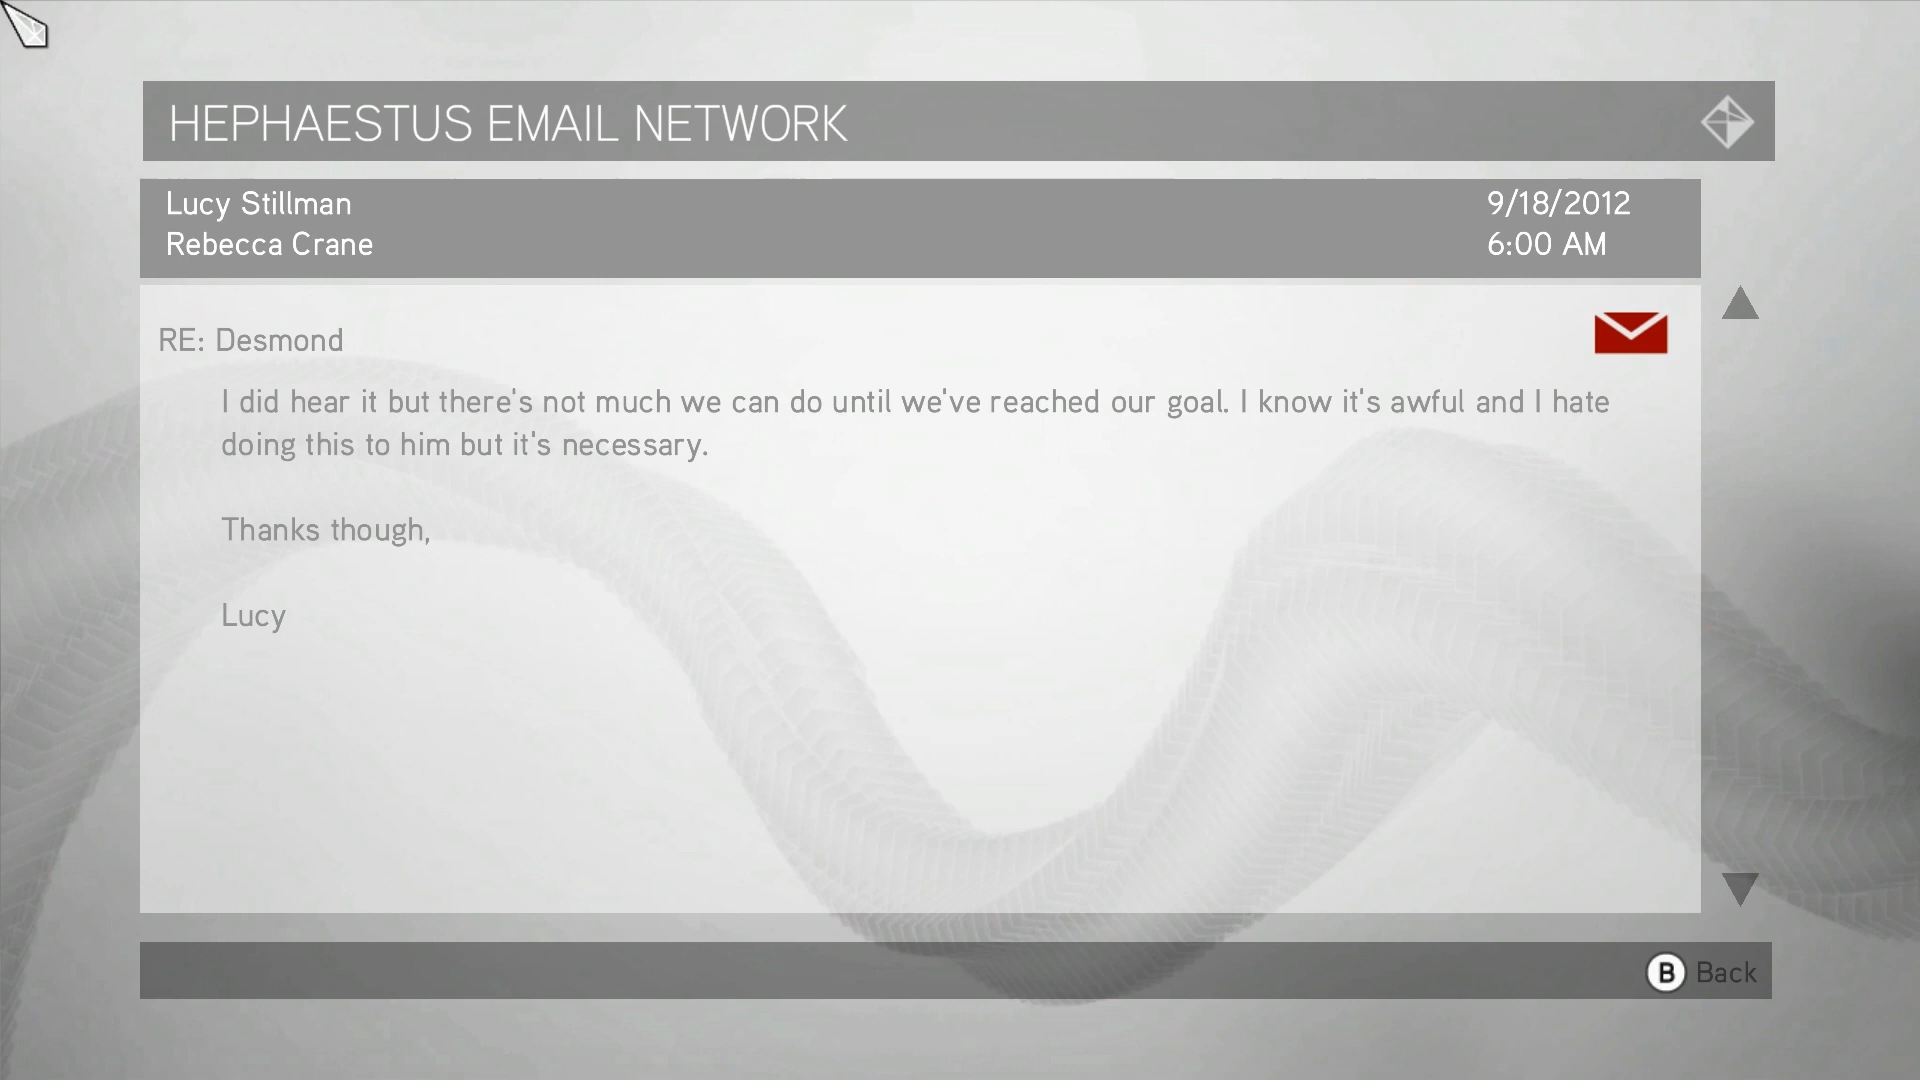 HEPHAESTUS EMAIL NETWORK
Lucy Stillman
9/18/2012
Rebecca Crane
6:00 AM
RE: Desmond
I did hear it but there's not much we can do until we've reached our goal. I know it's awful and I hate
doing this to him but it's necessary.
Thanks though,
Lucy
B Back